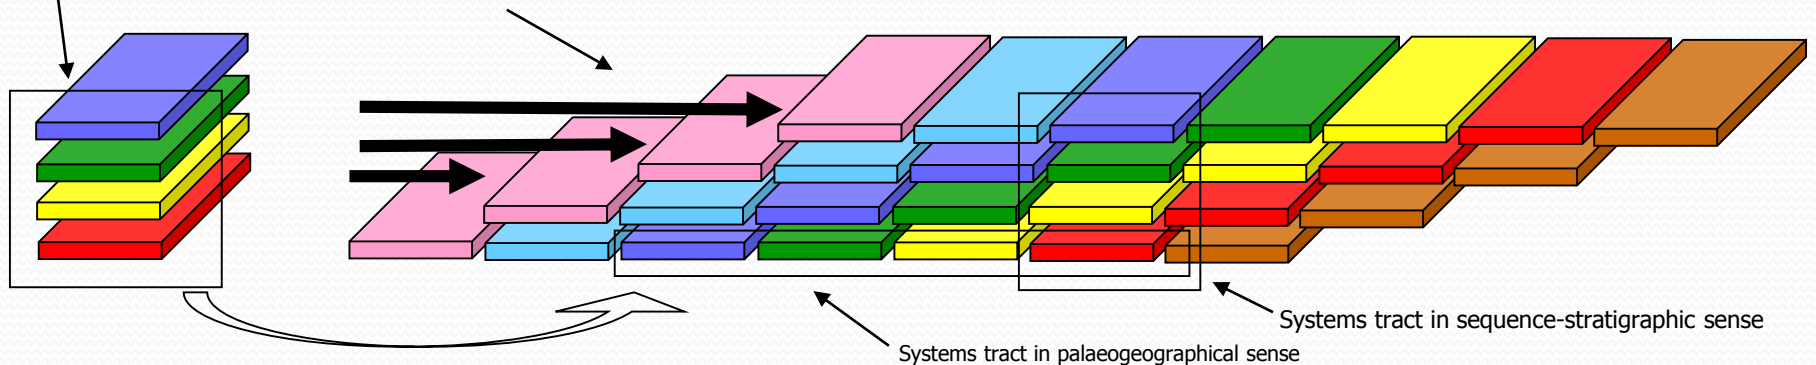 Systems tract in sequence-stratigraphic sense
Systems tract in palaeogeographical sense